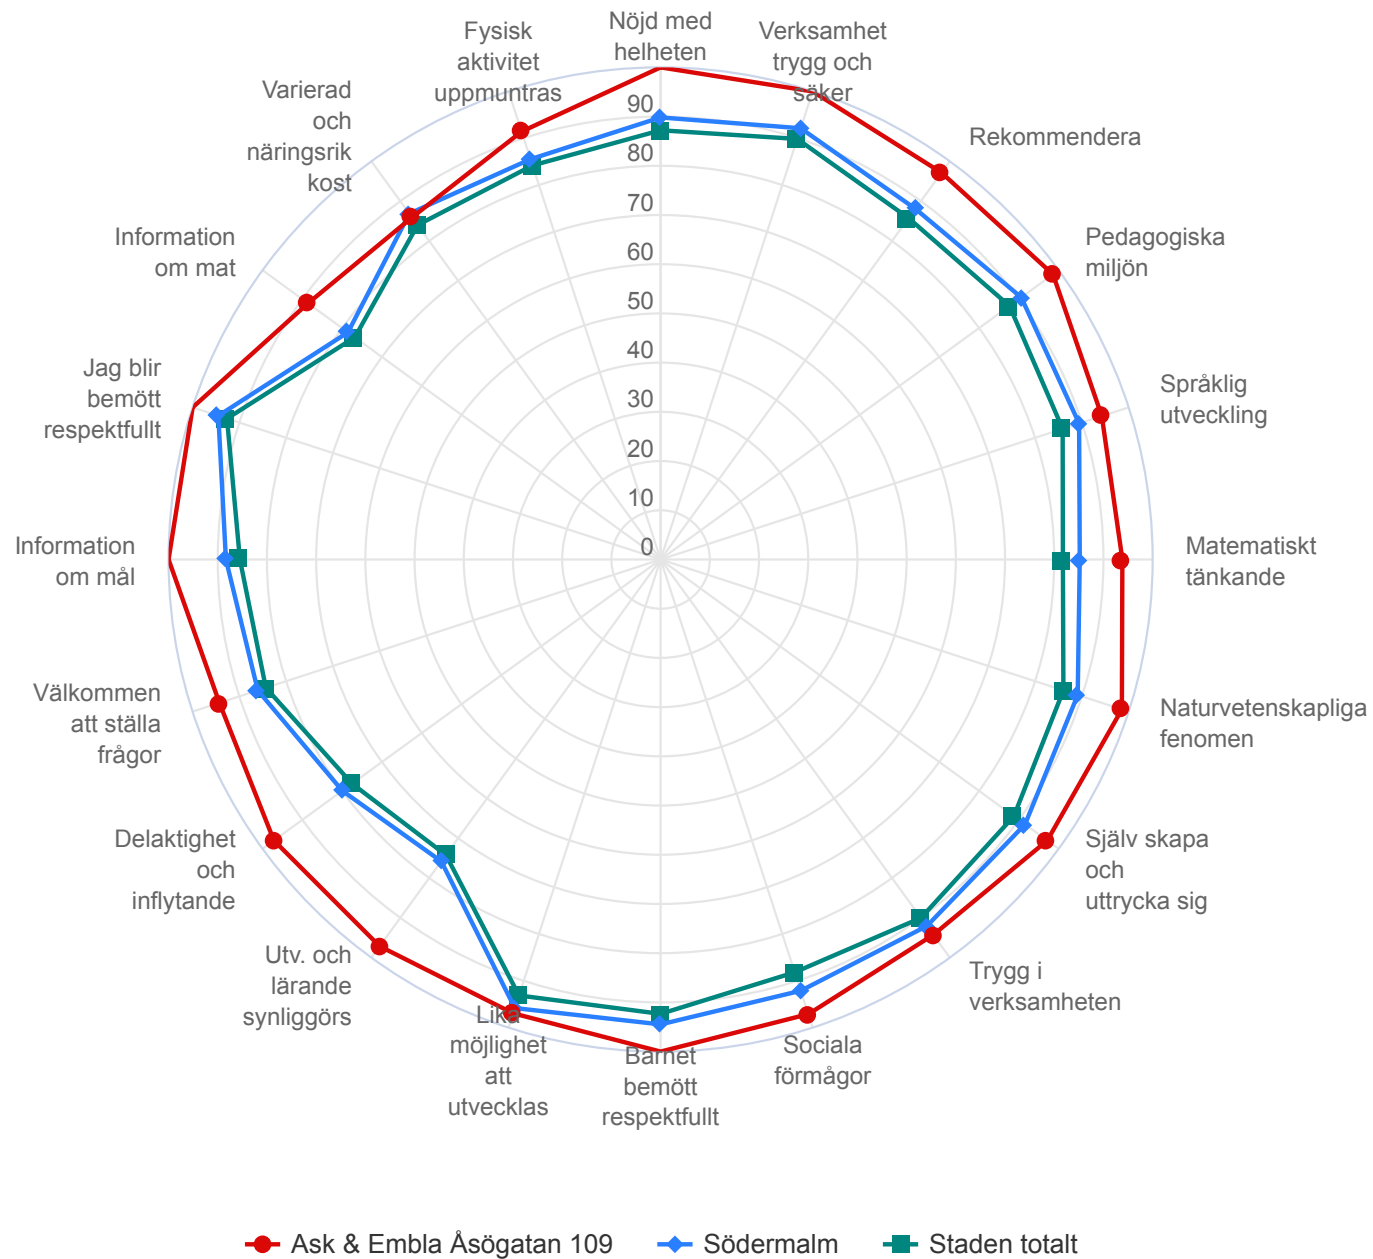 Nöjd med
helheten
Verksamhet
trygg och
säker
Rekommendera
Pedagogiska
miljön
Språklig
utveckling
Matematiskt
tänkande
Naturvetenskapliga
fenomen
Själv skapa
och
uttrycka sig
Trygg i
verksamheten
Sociala
förmågor
Barnet
bemött
respektfullt
Lika
möjlighet
att
utvecklas
Utv. och
lärande
synliggörs
Delaktighet
och
inflytande
Välkommen
att ställa
frågor
Information
om mål
Jag blir
bemött
respektfullt
Information
om mat
Varierad
och
näringsrik
kost
Fysisk
aktivitet
uppmuntras
90
80
70
60
50
40
30
20
10
0
Ask & Embla Åsögatan 109
Södermalm
Staden totalt